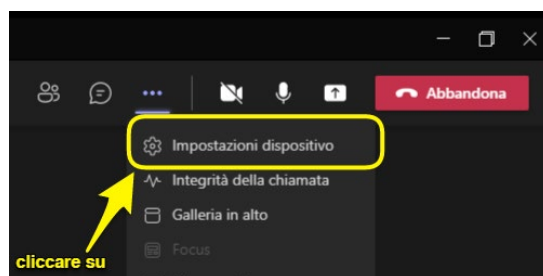 Abbandona
Impostazioni dispositivo
Integrità della chiamata
Galleria in alto
Focus
cliccare su